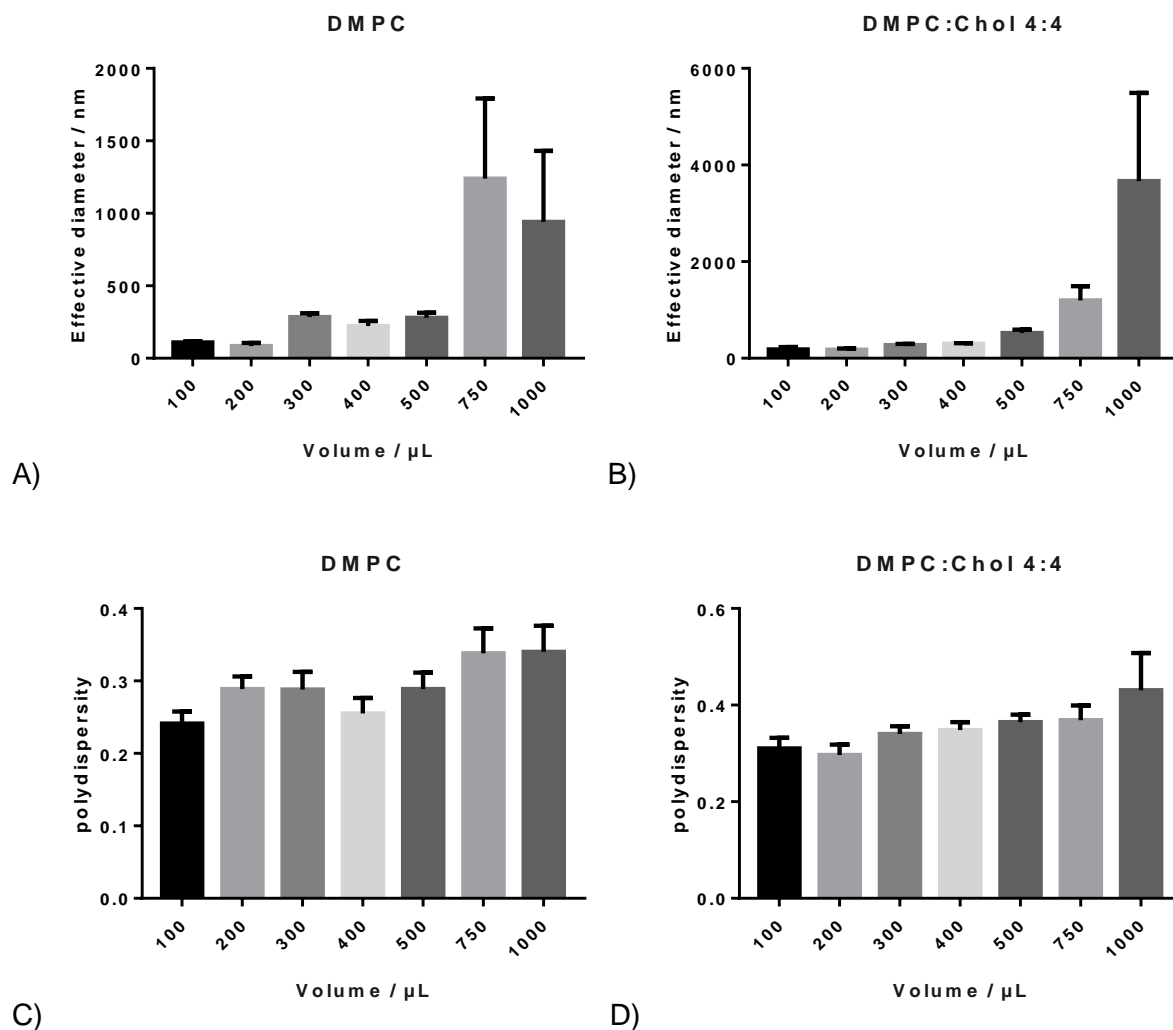 DMPC
Effective diameter / nm
2000
1500
1000
500
0
100 200 300 400 500 750 1000
Volume / µL
A)
DMPC:Chol 4:4
Effective diameter / nm
6000
4000
2000
0
100 200 300 400 500 750 1000
Volume / µL
B)
DMPC
polydispersity
0.4
0.3
0.2
0.1
0.0
100 200 300 400 500 750 1000
Volume / µL
C)
DMPC:Chol 4:4
polydispersity
0.6
0.4
0.2
0.0
100 200 300 400 500 750 1000
Volume / µL
D)